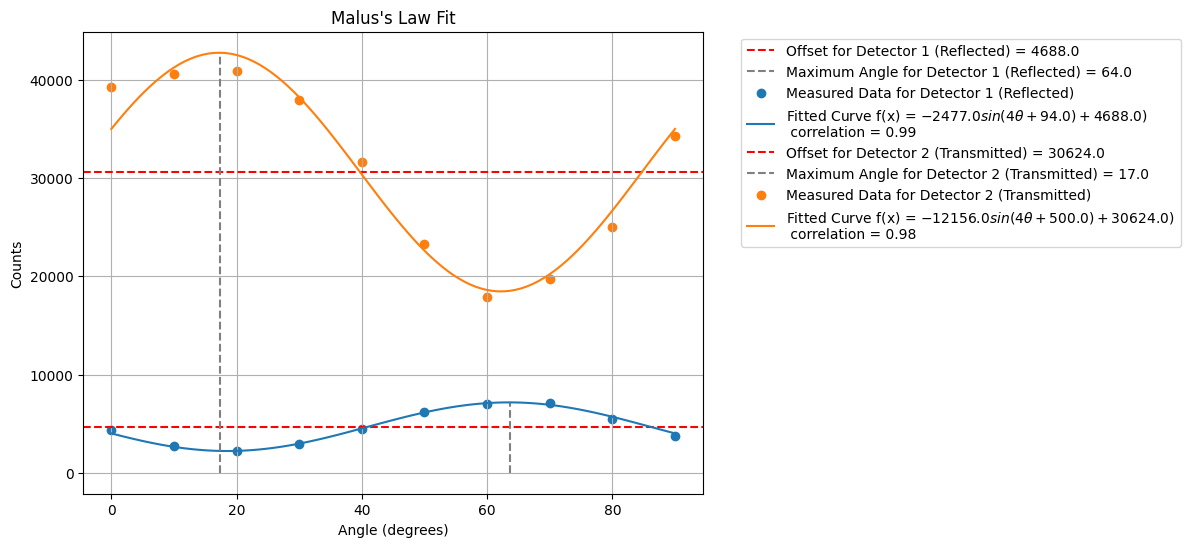 Malus's Law Fit
40000
30000
20000
10000
0
Counts
0
20
40
60
80
Angle (degrees)
Offset for Detector 1 (Reflected) = 4688.0
Maximum Angle for Detector 1 (Reflected) = 64.0
Measured Data for Detector 1 (Reflected)
Fitted Curve f(x) = −2477.0sin(4θ + 94.0) + 4688.0)
correlation = 0.99
Offset for Detector 2 (Transmitted) = 30624.0
Maximum Angle for Detector 2 (Transmitted) = 17.0
Measured Data for Detector 2 (Transmitted)
Fitted Curve f(x) = −12156.0sin(4θ + 500.0) + 30624.0)
correlation = 0.98